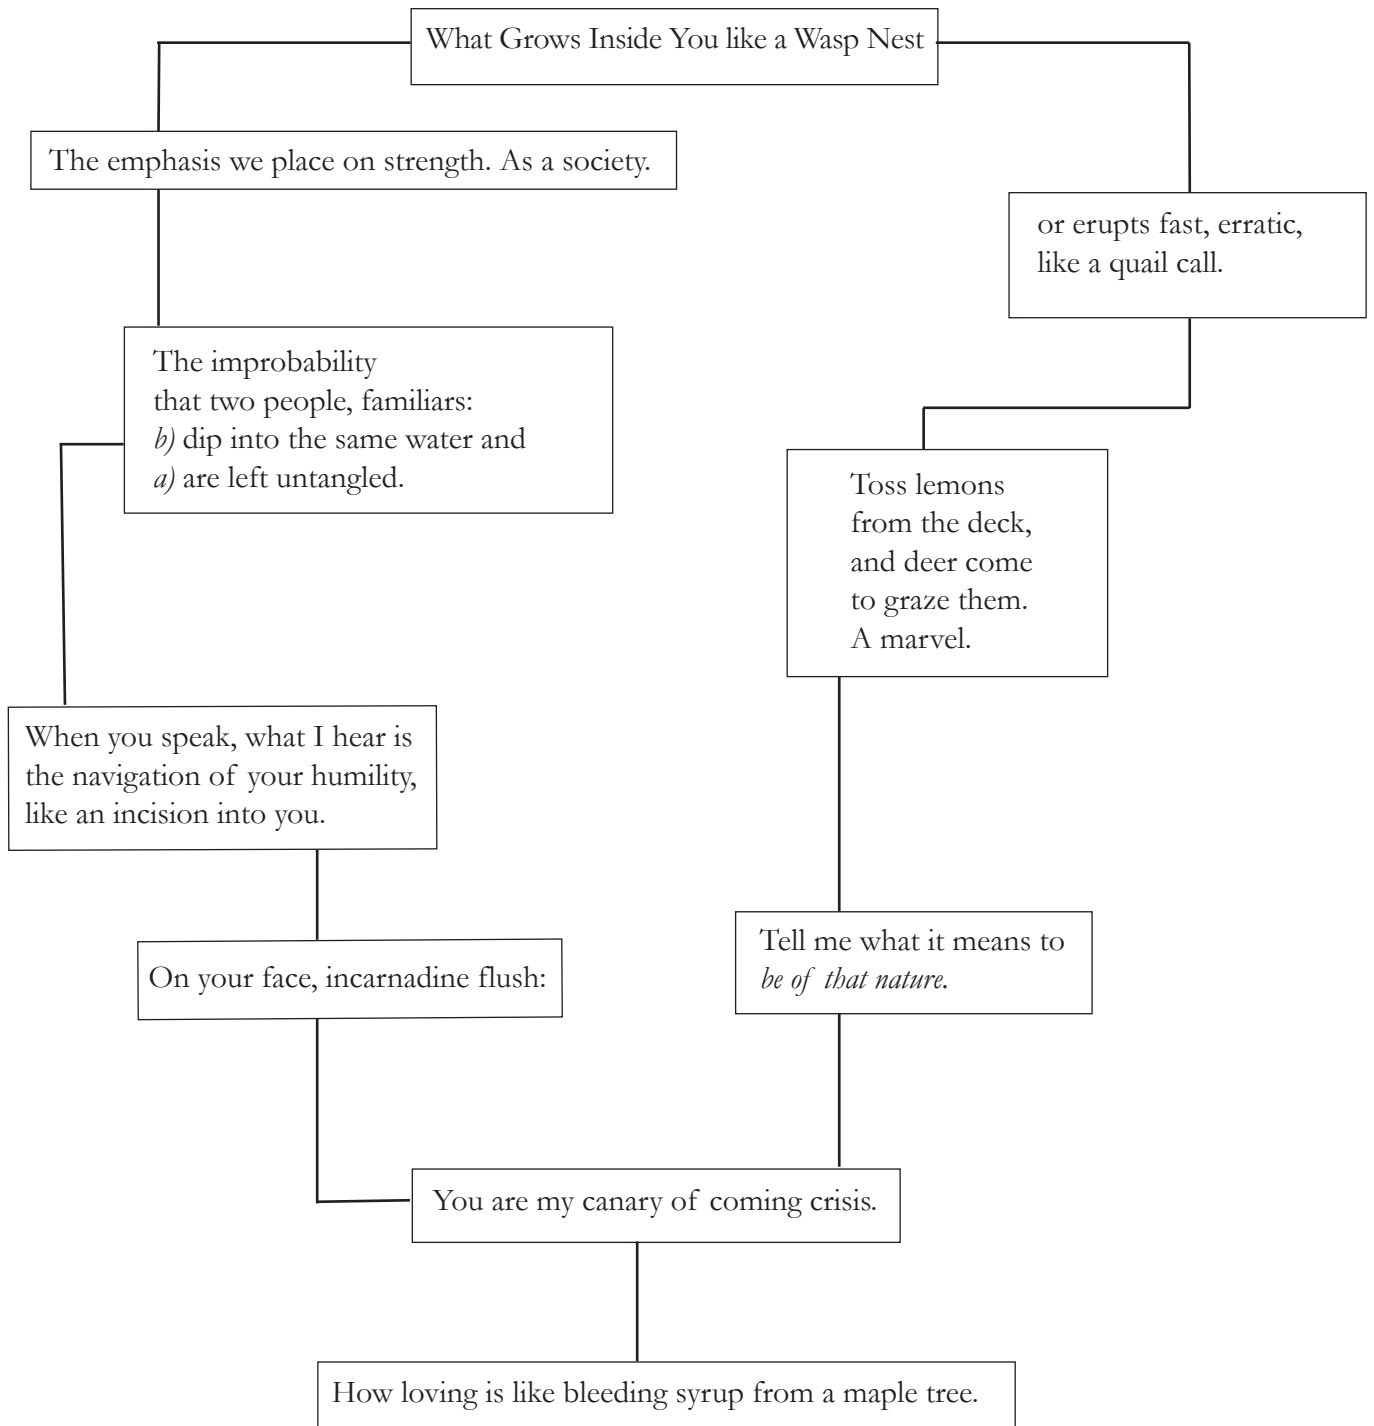 What Grows Inside You like a Wasp Nest
The emphasis we place on strength. As a society.
The improbability
that two people, familiars:
b) dip into the same water and
a) are left untangled.
When you speak, what I hear is
the navigation of your humility,
like an incision into you.
On your face, incarnadine flush:
or erupts fast, erratic,
like a quail call.
Toss lemons
from the deck,
and deer come
to graze them.
A marvel.
Tell me what it means to
be of that nature.
You are my canary of coming crisis.
How loving is like bleeding syrup from a maple tree.